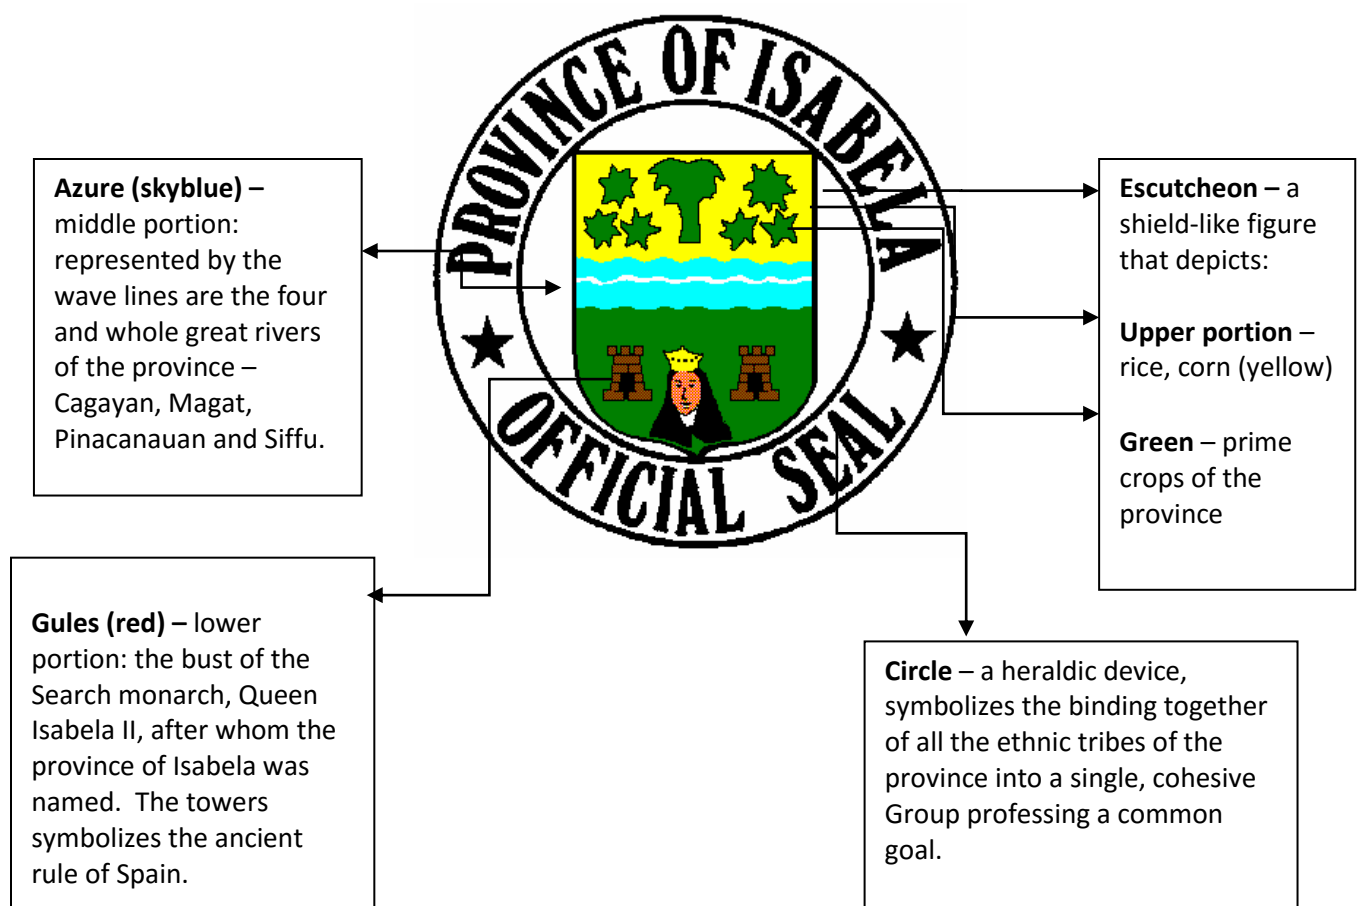 PROVINCE OF ISABELA
OFFICIAL SEAL
Azure (skyblue) –
middle portion:
represented by the
wave lines are the four
and whole great rivers
of the province –
Cagayan, Magat,
Pinacanauan and Siffu.
Escutcheon – a
shield-like figure
that depicts:
Upper portion –
rice, corn (yellow)
Green – prime
crops of the
province
Gules (red) – lower
portion: the bust of the
Search monarch, Queen
Isabela II, after whom the
province of Isabela was
named.  The towers
symbolizes the ancient
rule of Spain.
Circle – a heraldic device,
symbolizes the binding together
of all the ethnic tribes of the
province into a single, cohesive
Group professing a common
goal.